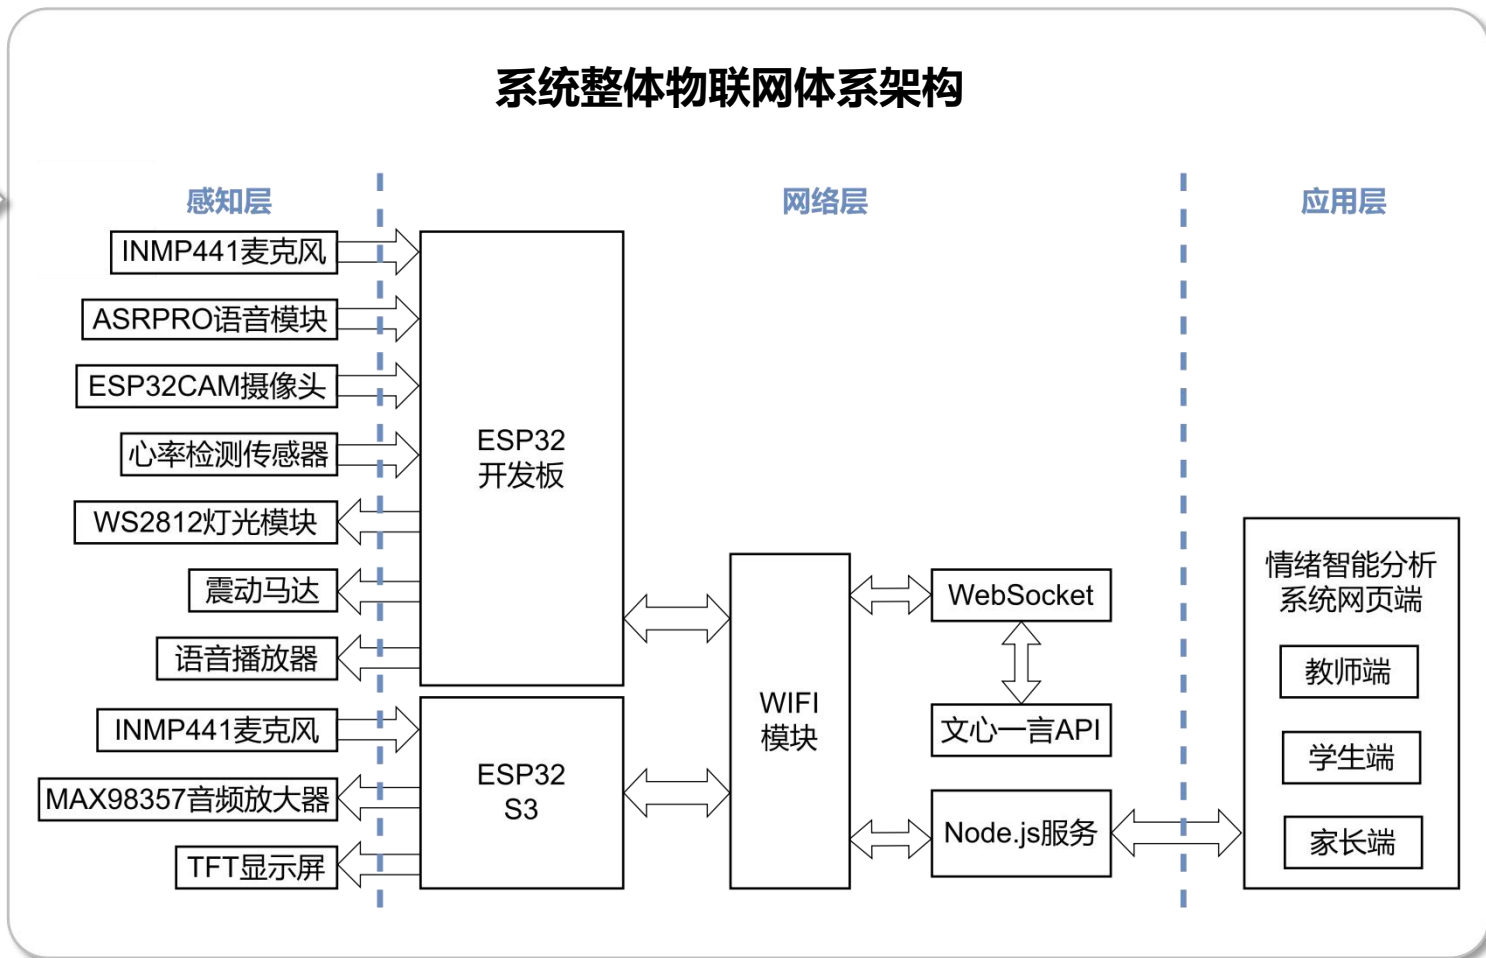 系统整体物联网体系架构
感知层
网络层
应用层
INMP441麦克风
ASRPRO语音模块
ESP32CAM摄像头
心率检测传感器
WS2812灯光模块
震动马达
语音播放器
INMP441麦克风
MAX98357音频放大器
TFT显示屏
ESP32
开发板
ESP32
S3
WIFI
模块
WebSocket
文心一言API
Node.js服务
情绪智能分析
系统网页端
教师端
学生端
家长端